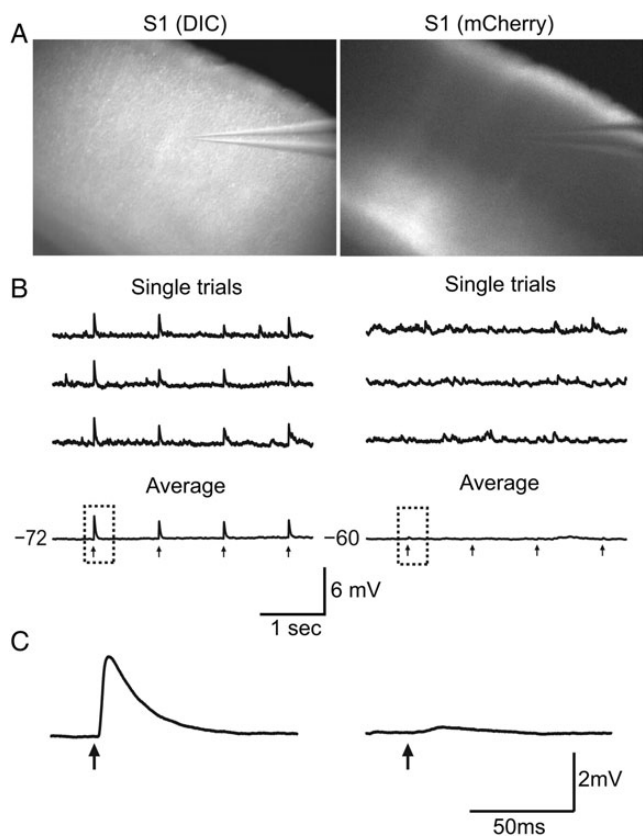 A
S1 (DIC)
S1 (mCherry)
B
Single trials
Single trials
Average
Average
−72
−60
6 mV
1 sec
C
2mV
50ms